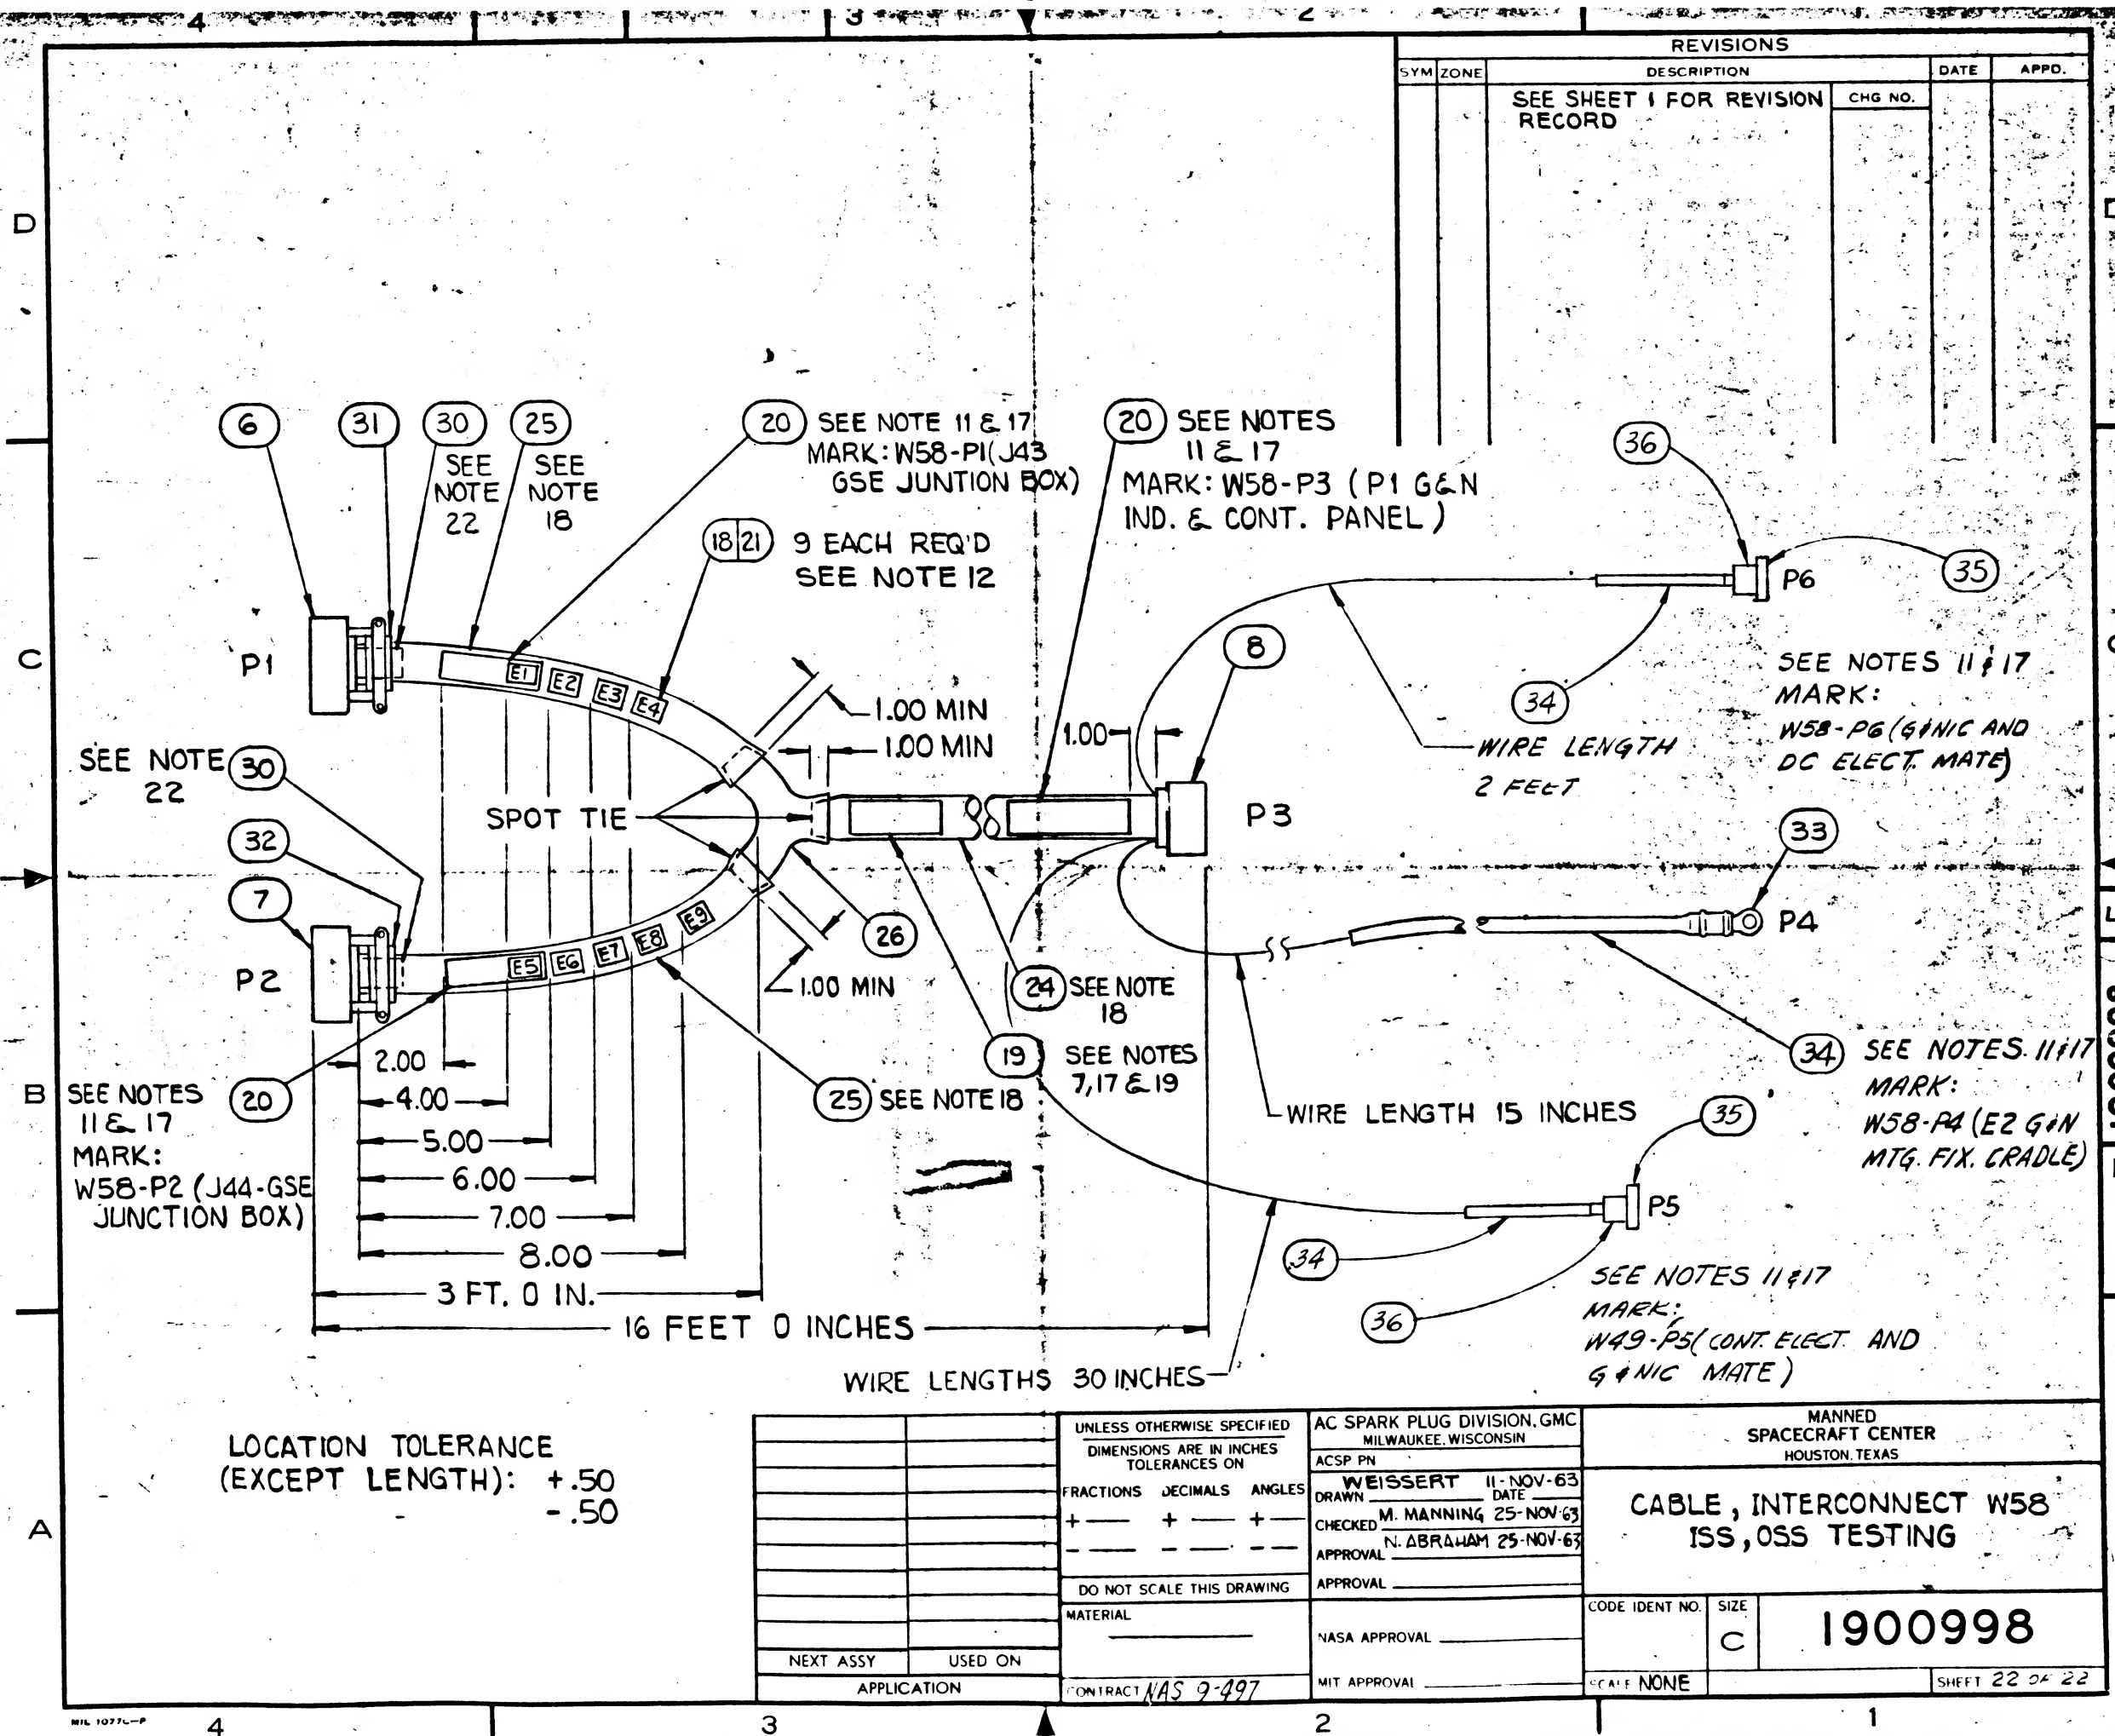 4
3
2
REVISIONS
SYM ZONE DESCRIPTION DATE APPD.
SEE SHEET 1 FOR REVISION RECORD
CHG NO.
D
C
B
A
6
31
30
SEE NOTE 22
25
SEE NOTE 18
20
SEE NOTE 11 & 17
MARK: W58-P1(J43
GSE JUNTION BOX)
18 21
9 EACH REQ'D
SEE NOTE 12
20
SEE NOTES
11 & 17
MARK: W58-P3 (P1 G&N
IND. & CONT. PANEL)
36
35
P6
34
SEE NOTES 11 & 17
MARK:
W58-P6 (G&NIC AND
DC ELECT. MATE)
WIRE LENGTH
2 FEET
8
P1
E1 E2 E3 E4
1.00 MIN
1.00 MIN
1.00
SEE NOTE
22
30
SPOT TIE
P3
32
7
33
P4
P2
E5 E6 E7 E8 E9
26
1.00 MIN
24
SEE NOTE
18
19
SEE NOTES
7,17 & 19
25
SEE NOTE 18
34
SEE NOTES. 11 & 17
MARK:
W58-P4 (E2 G&N
MTG. FIX. CRADLE)
WIRE LENGTH 15 INCHES
SEE NOTES
11 & 17
MARK:
W58-P2 (J44-GSE
JUNCTION BOX)
20
2.00
4.00
5.00
6.00
7.00
8.00
3 FT. 0 IN.
16 FEET 0 INCHES
35
P5
34
36
SEE NOTES 11 & 17
MARK:
W49-P5(CONT. ELECT. AND
G & NIC MATE)
WIRE LENGTHS 30 INCHES
LOCATION TOLERANCE
(EXCEPT LENGTH): +.50
-.50
NEXT ASSY USED ON
APPLICATION
UNLESS OTHERWISE SPECIFIED
DIMENSIONS ARE IN INCHES
TOLERANCES ON
FRACTIONS DECIMALS ANGLES
+ + +
- - -
DO NOT SCALE THIS DRAWING
MATERIAL
CONTRACT NAS 9-497
AC SPARK PLUG DIVISION, GMC
MILWAUKEE, WISCONSIN
ACSP PN
DRAWN WEISSERT DATE 11-NOV-63
CHECKED M. MANNING 25-NOV-63
APPROVAL N. ABRAHAM 25-NOV-63
APPROVAL
NASA APPROVAL
MIT APPROVAL
MANNED
SPACECRAFT CENTER
HOUSTON, TEXAS
CABLE, INTERCONNECT W58
ISS, OSS TESTING
CODE IDENT NO. SIZE
C
1900998
SCALE NONE
SHEET 22 OF 22
4
3
2
1